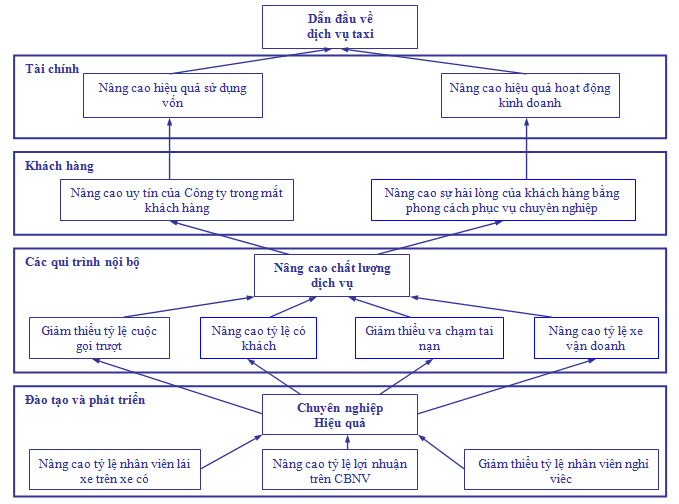 Dẫn đầu về
dịch vụ taxi
Tài chính
Nâng cao hiệu quả sử dụng
vốn
Nâng cao hiệu quả hoạt động
kinh doanh
Khách hàng
Nâng cao uy tín của Công ty trong mắt
khách hàng
Nâng cao sự hài lòng của khách hàng bằng
phong cách phục vụ chuyên nghiệp
Các qui trình nội bộ
Nâng cao chất lượng
dịch vụ
Giảm thiểu tỷ lệ cuộc
gọi trượt
Nâng cao tỷ lệ có
khách
Giảm thiểu va chạm tai
nạn
Nâng cao tỷ lệ xe
vận doanh
Đào tạo và phát triển
Chuyên nghiệp
Hiệu quả
Nâng cao tỷ lệ nhân viên lái
xe trên xe có
Nâng cao tỷ lệ lợi nhuận
trên CBNV
Giảm thiểu tỷ lệ nhân viên nghỉ
việc